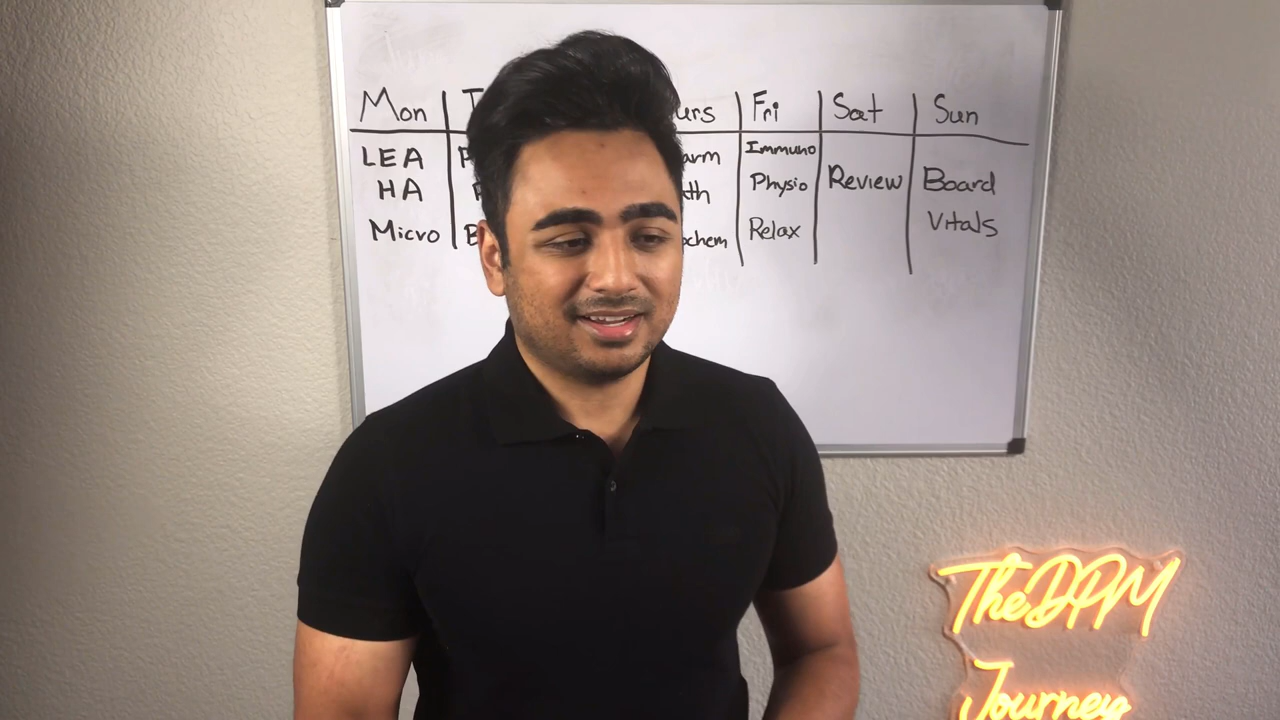 Mon Fri Sat Sun
LEA Immuno
HA Physio Review Board
Micro Relax Vitals
TheDPM
Journey